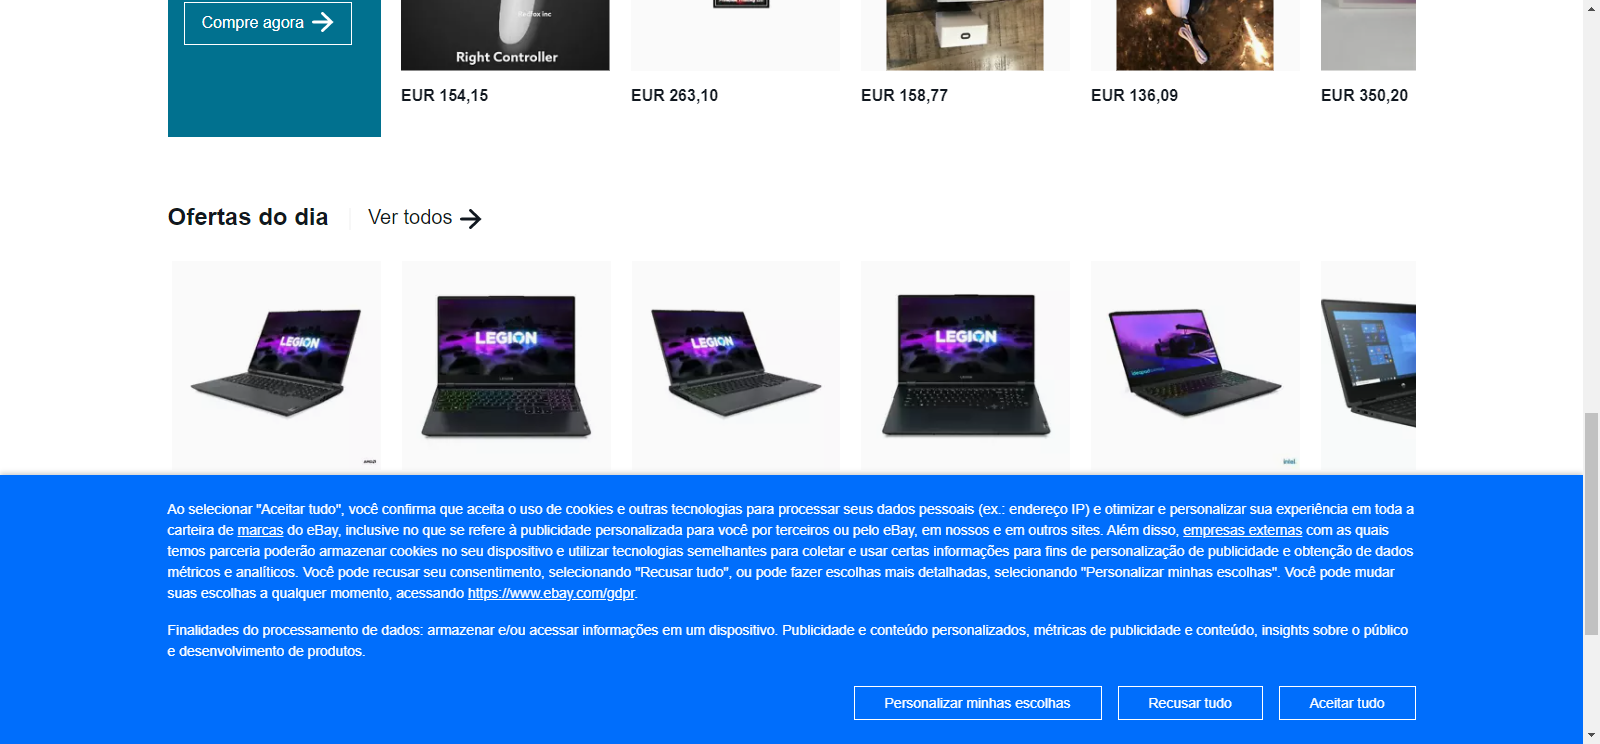 Compre agora
Redfox inc
Right Controller
EUR 154,15
EUR 263,10
EUR 158,77
EUR 136,09
EUR 350,20
Ofertas do dia
Ver todos
LEGION
LEGION
LEGION
LEGION
AMD
intel
Ao selecionar "Aceitar tudo", você confirma que aceita o uso de cookies e outras tecnologias para processar seus dados pessoais (ex.: endereço IP) e otimizar e personalizar sua experiência em toda a
carteira de marcas do eBay, inclusive no que se refere à publicidade personalizada para você por terceiros ou pelo eBay, em nossos e em outros sites. Além disso, empresas externas com as quais
temos parceria poderão armazenar cookies no seu dispositivo e utilizar tecnologias semelhantes para coletar e usar certas informações para fins de personalização de publicidade e obtenção de dados
métricos e analíticos. Você pode recusar seu consentimento, selecionando "Recusar tudo", ou pode fazer escolhas mais detalhadas, selecionando "Personalizar minhas escolhas". Você pode mudar
suas escolhas a qualquer momento, acessando https://www.ebay.com/gdpr.
Finalidades do processamento de dados: armazenar e/ou acessar informações em um dispositivo. Publicidade e conteúdo personalizados, métricas de publicidade e conteúdo, insights sobre o público
e desenvolvimento de produtos.
Personalizar minhas escolhas
Recusar tudo
Aceitar tudo